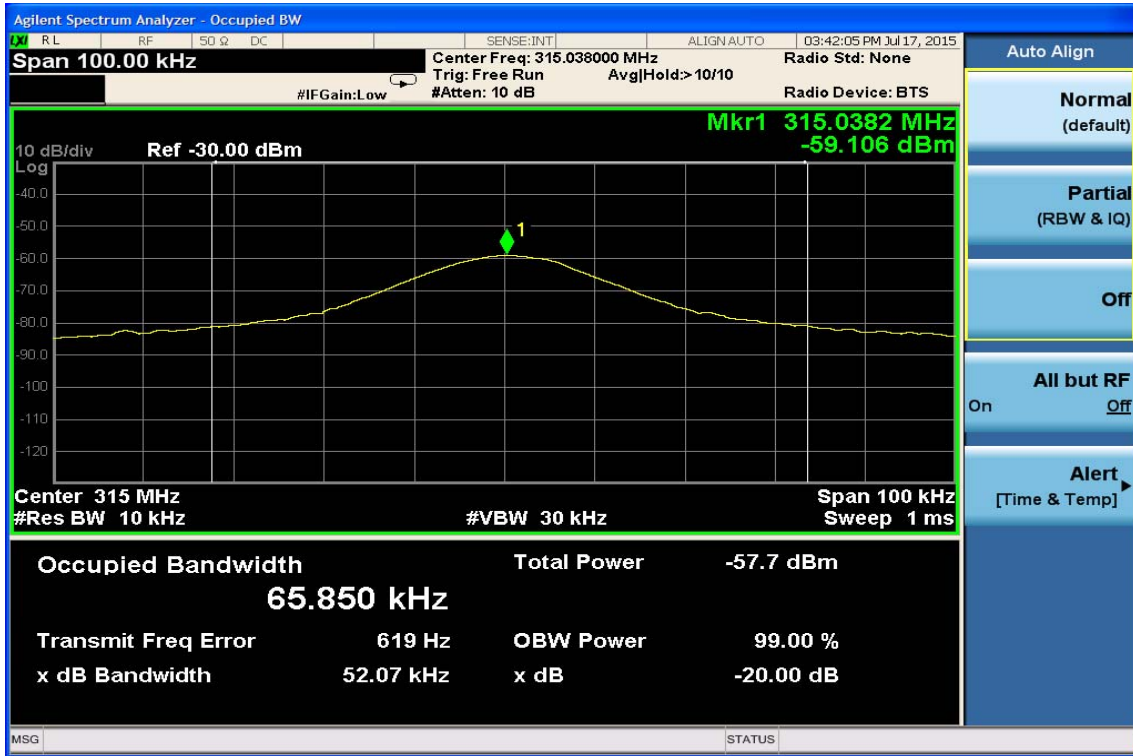 Agilent Spectrum Analyzer - Occupied BW
LXI RL RF 50 Ω DC SENSE:INT ALIGN AUTO 03:42:05 PM Jul 17, 2015
Span 100.00 kHz
Center Freq: 315.038000 MHz
Radio Std: None
Trig: Free Run Avg|Hold:>10/10
#IFGain:Low #Atten: 10 dB Radio Device: BTS
Mkr1 315.0382 MHz
-59.106 dBm
10 dB/div Ref -30.00 dBm
Log
-40.0
-50.0
1
-60.0
-70.0
-80.0
-90.0
-100
-110
-120
Center 315 MHz Span 100 kHz
#Res BW 10 kHz #VBW 30 kHz Sweep 1 ms
Occupied Bandwidth Total Power -57.7 dBm
65.850 kHz
Transmit Freq Error 619 Hz OBW Power 99.00 %
x dB Bandwidth 52.07 kHz x dB -20.00 dB
MSG STATUS
Auto Align
Normal
(default)
Partial
(RBW & IQ)
Off
All but RF
On Off
Alert
[Time & Temp]